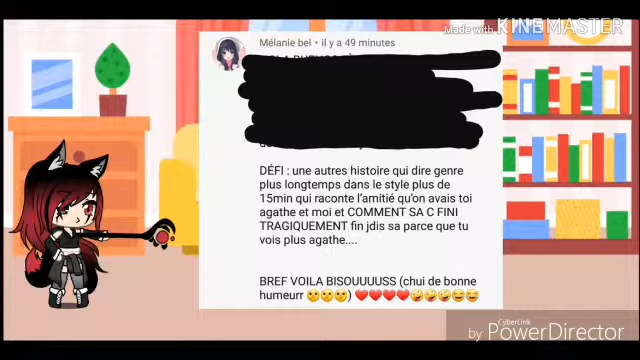 Made with KINEMASTER
Mélanie bel • il y a 49 minutes
DÉFI : une autres histoire qui dire genre
plus longtemps dans le style plus de
15min qui raconte l'amitié qu'on avais toi
agathe et moi et COMMENT SA C FINI
TRAGIQUEMENT fin jdis sa parce que tu
vois plus agathe....
BREF VOILA BISOUUUUSS (chui de bonne
humeurr 🤫🤫🤫) ❤️❤️❤️❤️🤪🤪🤪😂😂
CyberLink
by PowerDirector